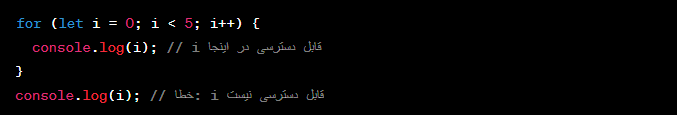 for (let i = 0; i < 5; i++) {
  console.log(i); // i قابل دسترسی در اینجا
}
console.log(i); // خطا: i قابل دسترسی نیست